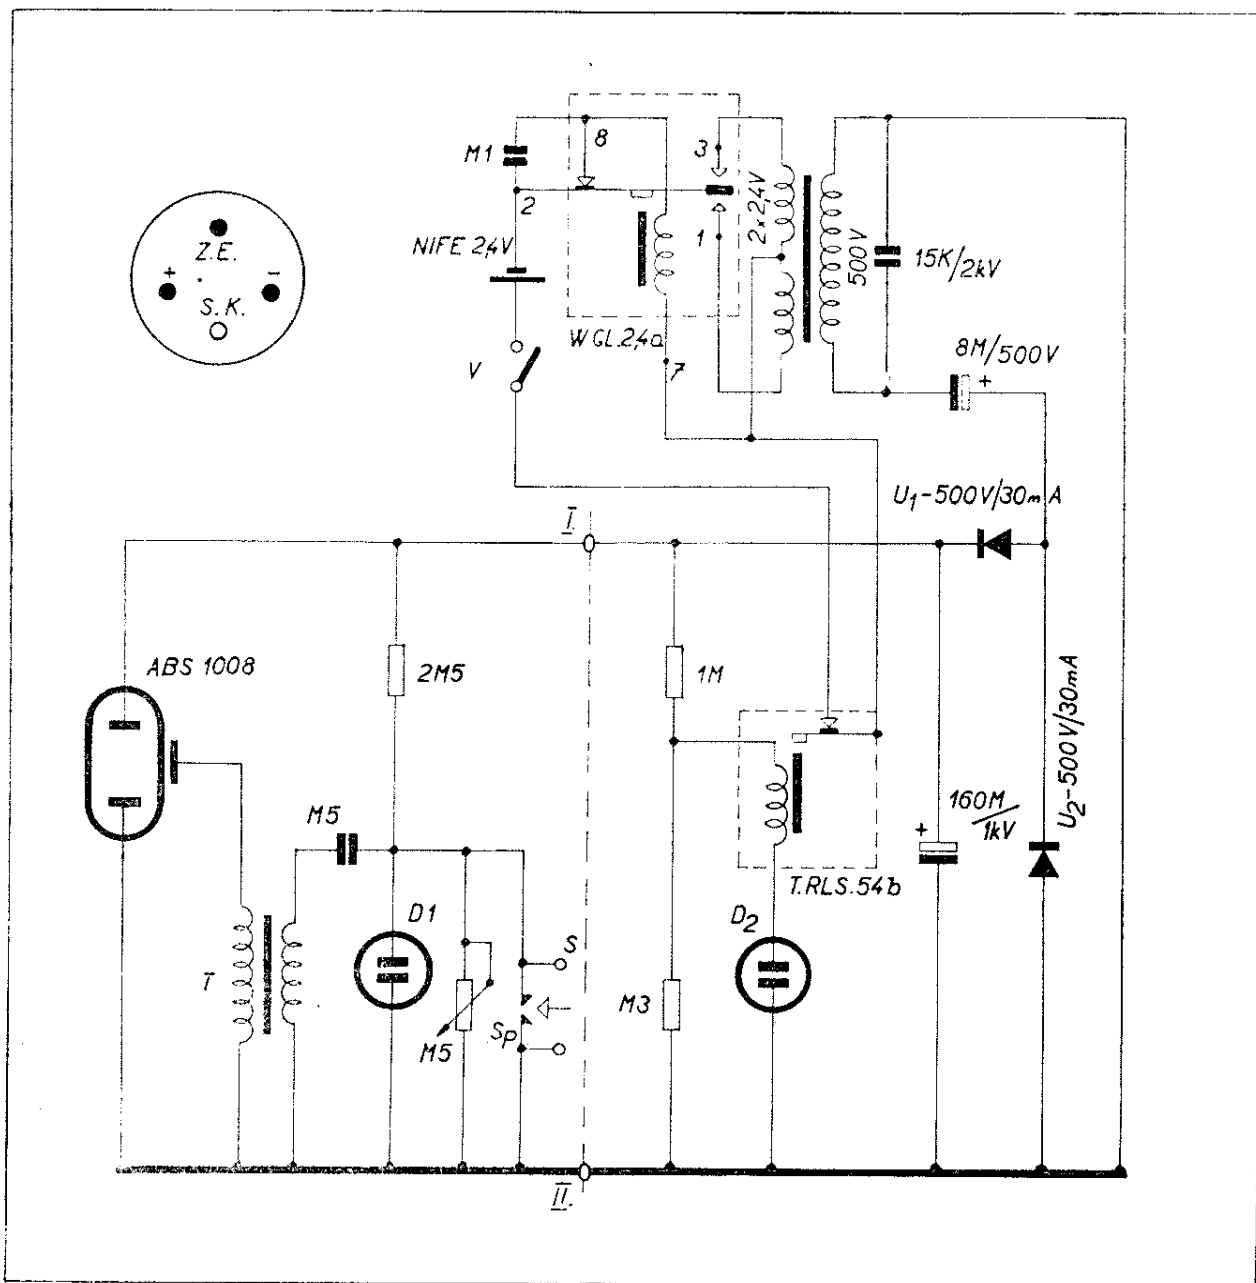 8
3
M1
2
1
2x2,4V
500V
15K/2kV
NIFE 2,4V
Z.E.
+ -
S.K.
WGL.2,4a
7
V
8M/500V
+
U1-500V/30mA
I.
ABS 1008
2M5
1M
U2-500V/30mA
160M/1kV
+
M5
T.RLS.54b
D1
D2
S
T
M3
M5
Sp
II.